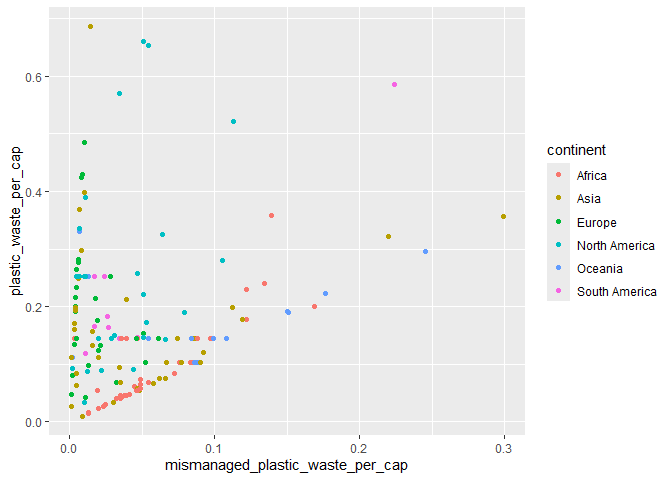 0.6
0.4
0.2
0.0
plastic_waste_per_cap
0.0
0.1
0.2
0.3
mismanaged_plastic_waste_per_cap
continent
Africa
Asia
Europe
North America
Oceania
South America